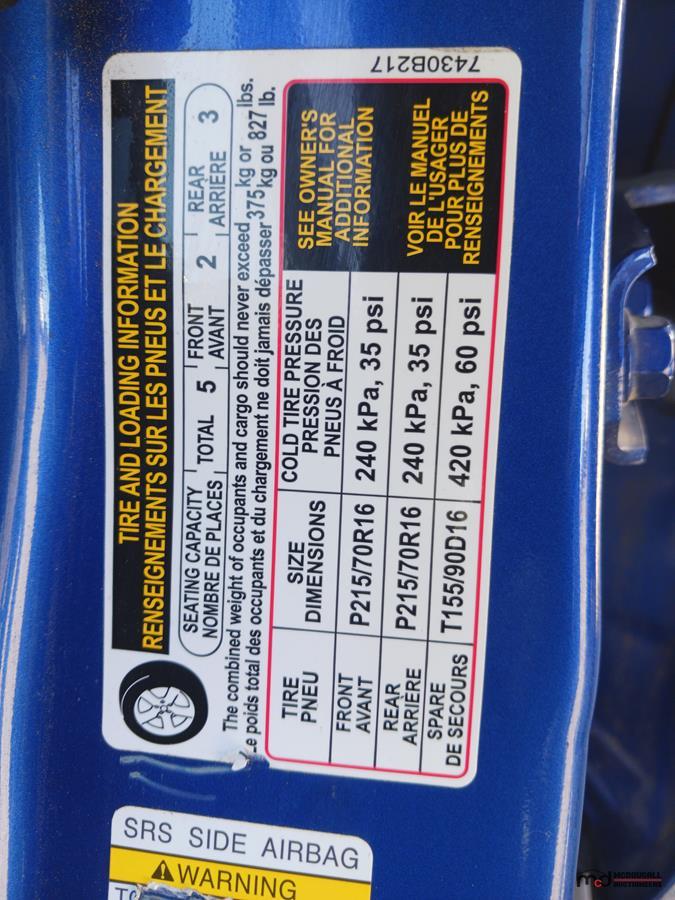 7430B217
TIRE AND LOADING INFORMATION
RENSEIGNEMENTS SUR LES PNEUS ET LE CHARGEMENT
SEATING CAPACITY TOTAL 5 FRONT 2 REAR 3
NOMBRE DE PLACES AVANT ARRIÈRE
The combined weight of occupants and cargo should never exceed 375 kg or 827 lbs.
Le poids total des occupants et du chargement ne doit jamais dépasser 375 kg ou 827 lb.
TIRE SIZE COLD TIRE PRESSURE SEE OWNER'S
PNEU DIMENSIONS PRESSION DES MANUAL FOR
PNEUS À FROID ADDITIONAL
INFORMATION
FRONT P215/70R16 240 kPa, 35 psi
AVANT
REAR P215/70R16 240 kPa, 35 psi VOIR LE MANUEL
ARRIÈRE DE L'USAGER
SPARE T155/90D16 420 kPa, 60 psi POUR PLUS DE
DE SECOURS RENSEIGNEMENTS
SRS SIDE AIRBAG
WARNING
mcd MCDOUGALL
AUCTIONEERS